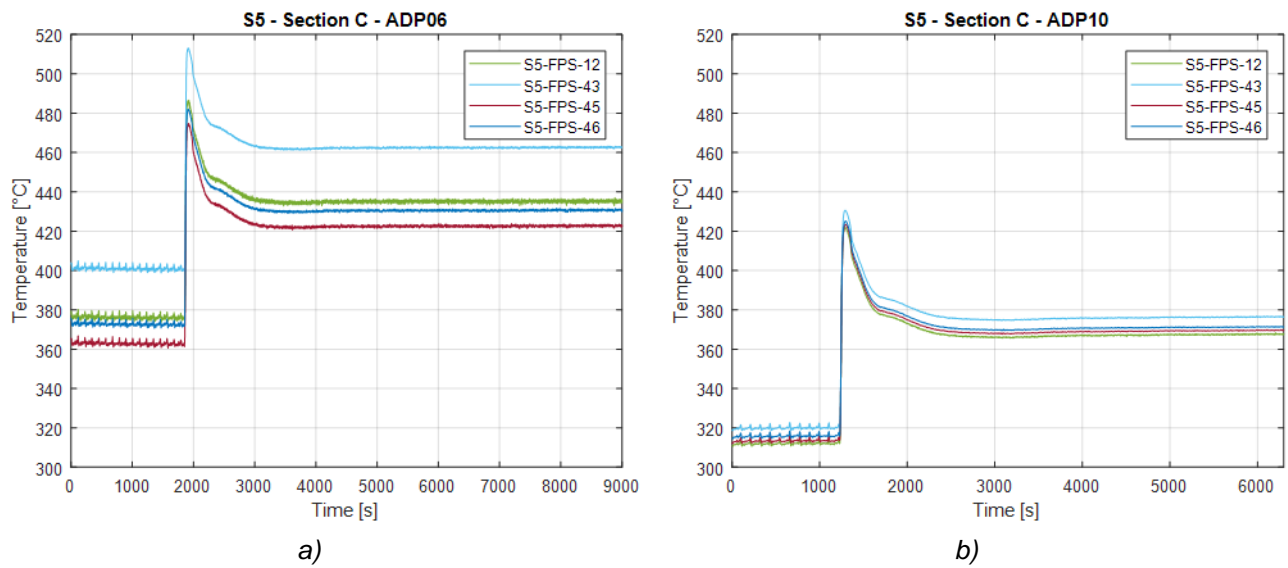 S5 - Section C - ADP06
520
500
480
460
440
420
400
380
360
340
320
300
Temperature [°C]
0 1000 2000 3000 4000 5000 6000 7000 8000 9000
Time [s]
S5-FPS-12
S5-FPS-43
S5-FPS-45
S5-FPS-46
a)
S5 - Section C - ADP10
520
500
480
460
440
420
400
380
360
340
320
300
Temperature [°C]
0 1000 2000 3000 4000 5000 6000
Time [s]
S5-FPS-12
S5-FPS-43
S5-FPS-45
S5-FPS-46
b)